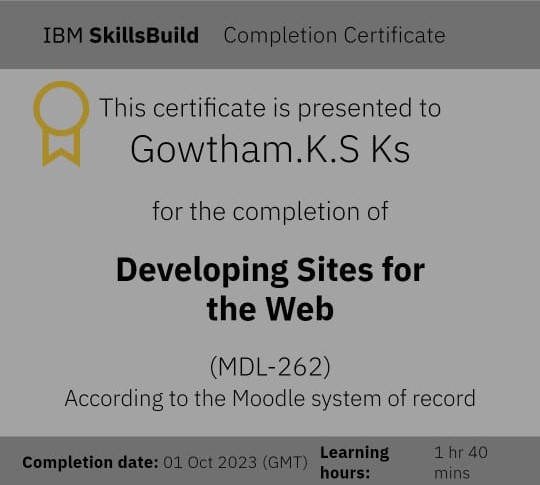 IBM SkillsBuild Completion Certificate
This certificate is presented to
Gowtham.K.S Ks
for the completion of
Developing Sites for
the Web
(MDL-262)
According to the Moodle system of record
Completion date: 01 Oct 2023 (GMT)
Learning hours:
1 hr 40 mins